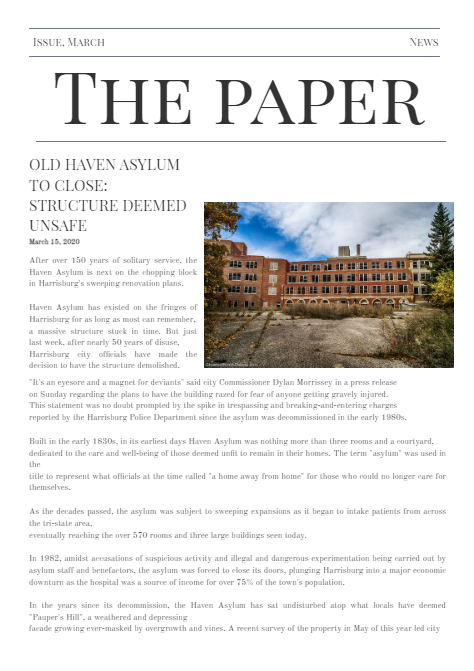 ISSUE, MARCH
NEWS
THE PAPER
OLD HAVEN ASYLUM
TO CLOSE:
STRUCTURE DEEMED
UNSAFE
March 15, 2020
After over 150 years of solitary service, the
Haven Asylum is next on the chopping block
in Harrisburg's sweeping renovation plans.
Haven Asylum has existed on the fringes of
Harrisburg for as long as most can remember,
a massive structure stuck in time. But just
last week, after nearly 50 years of disuse,
Harrisburg city officials have made the
decision to have the structure demolished.
"It's an eyesore and a magnet for deviants" said city Commissioner Dylan Morrissey in a press release
on Sunday regarding the plans to have the building razed for fear of anyone getting gravely injured.
This statement was no doubt prompted by the spike in trespassing and breaking-and-entering charges
reported by the Harrisburg Police Department since the asylum was decommissioned in the early 1980s.
Built in the early 1830s, in its earliest days Haven Asylum was nothing more than three rooms and a courtyard,
dedicated to the care and well-being of those deemed unfit to remain in their homes. The term "asylum" was used in
the
title to represent what officials at the time called "a home away from home" for those who could no longer care for
themselves.
As the decades passed, the asylum was subject to sweeping expansions as it began to intake patients from across
the tri-state area,
eventually reaching the over 570 rooms and three large buildings seen today.
In 1982, amidst accusations of suspicious activity and illegal and dangerous experimentation being carried out by
asylum staff and benefactors, the asylum was forced to close its doors, plunging Harrisburg into a major economic
downturn as the hospital was a source of income for over 75% of the town's population.
In the years since its decommission, the Haven Asylum has sat undisturbed atop what locals have deemed
"Pauper's Hill", a weathered and depressing
facade growing ever-masked by overgrowth and vines. A recent survey of the property in May of this year led city